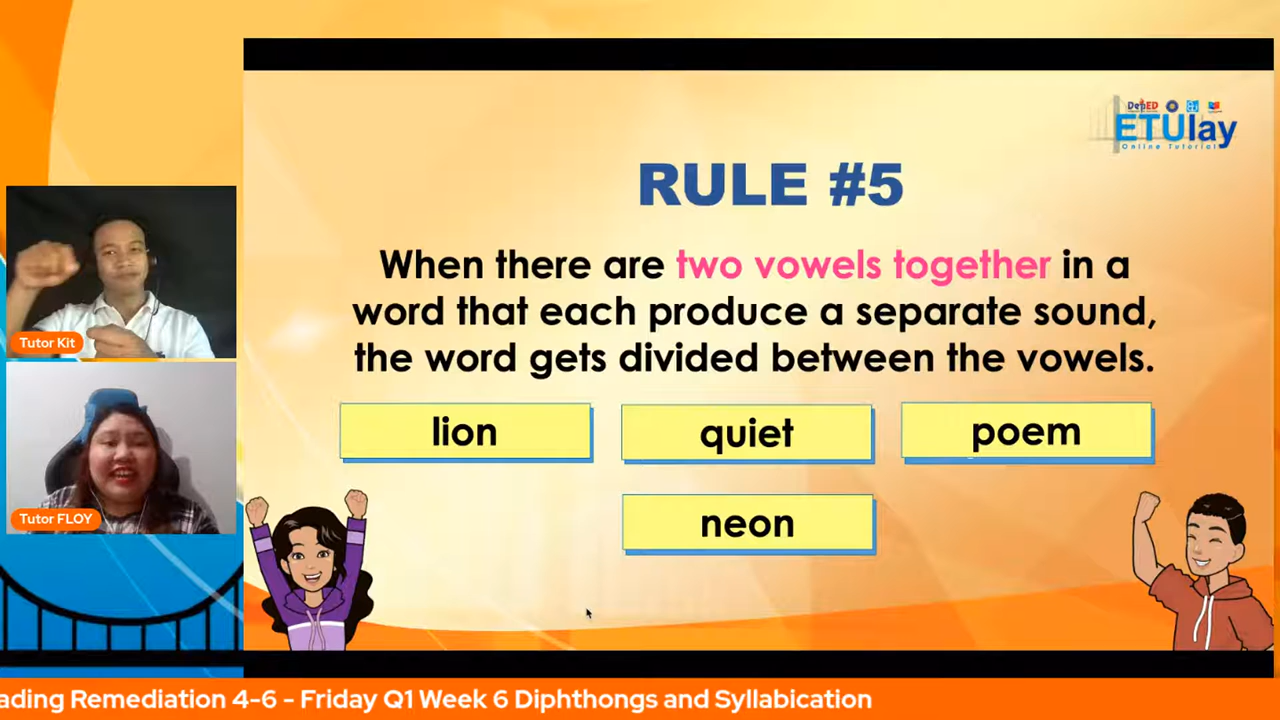 DepED
ETUlay
Online Tutorial
RULE #5
When there are two vowels together in a
word that each produce a separate sound,
the word gets divided between the vowels.
lion
quiet
poem
neon
Tutor Kit
Tutor FLOY
ading Remediation 4-6 - Friday Q1 Week 6 Diphthongs and Syllabication